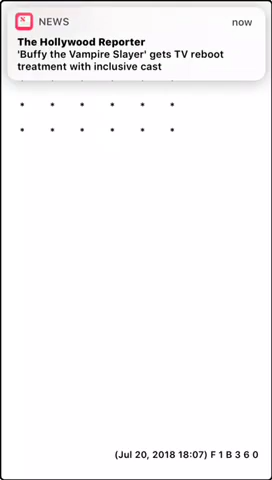 NEWS
now
The Hollywood Reporter
'Buffy the Vampire Slayer' gets TV reboot
treatment with inclusive cast
(Jul 20, 2018 18:07) F 1 B 3 6 0